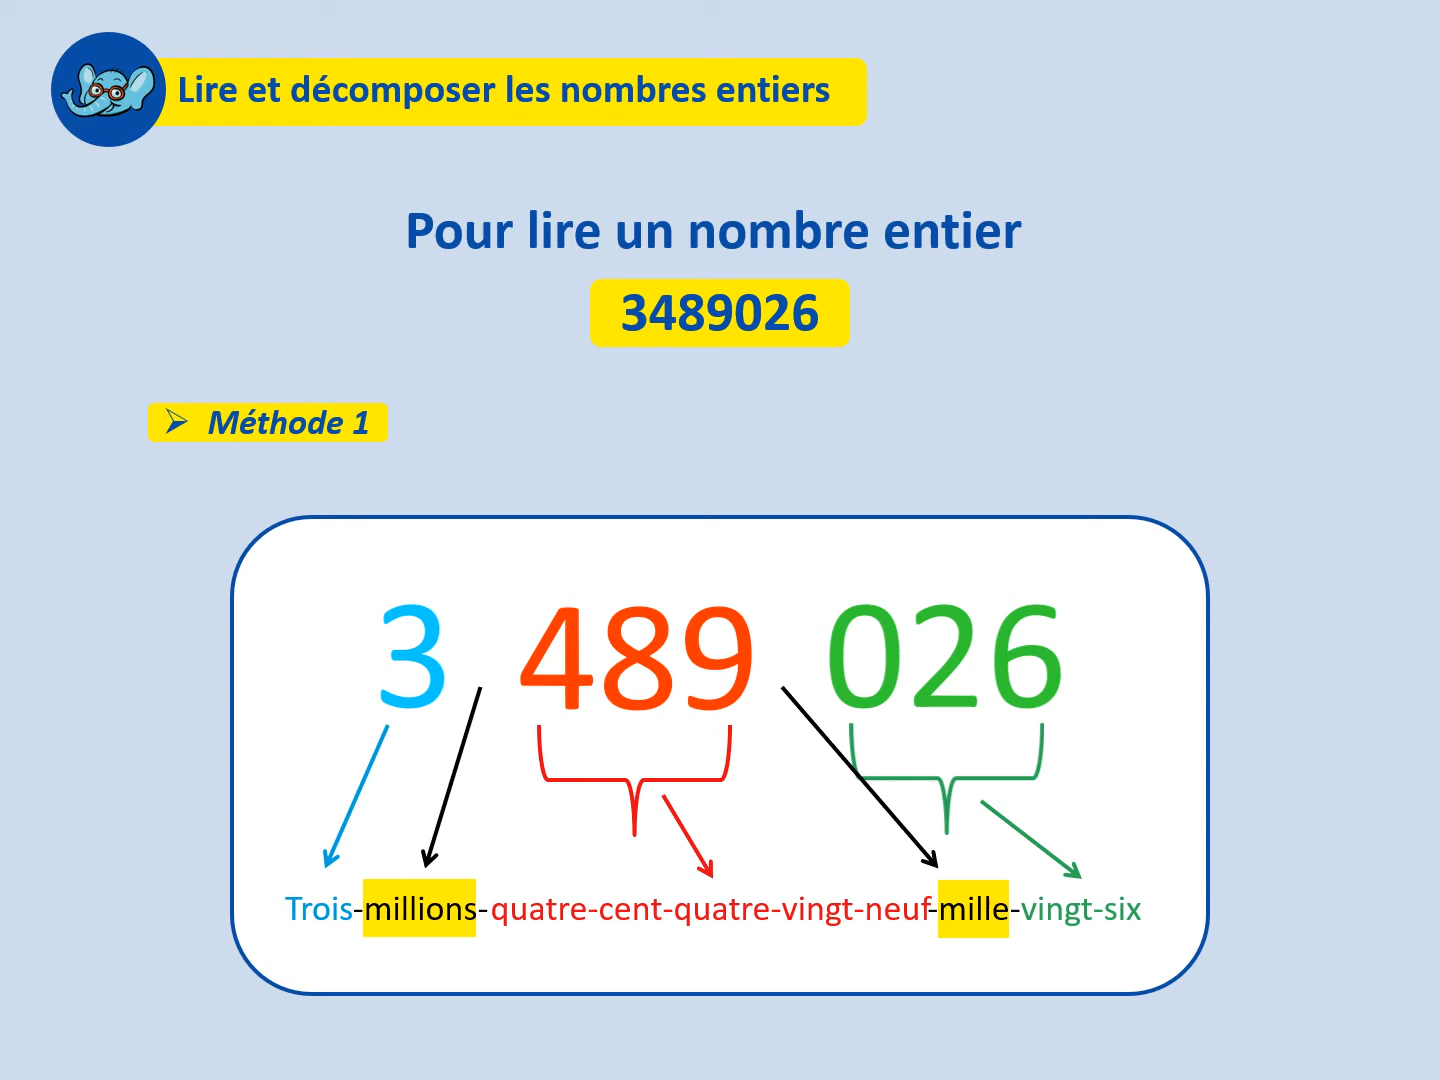 Lire et décomposer les nombres entiers
Pour lire un nombre entier
3489026
Méthode 1
3 489 026
Trois-millions-quatre-cent-quatre-vingt-neuf-mille-vingt-six